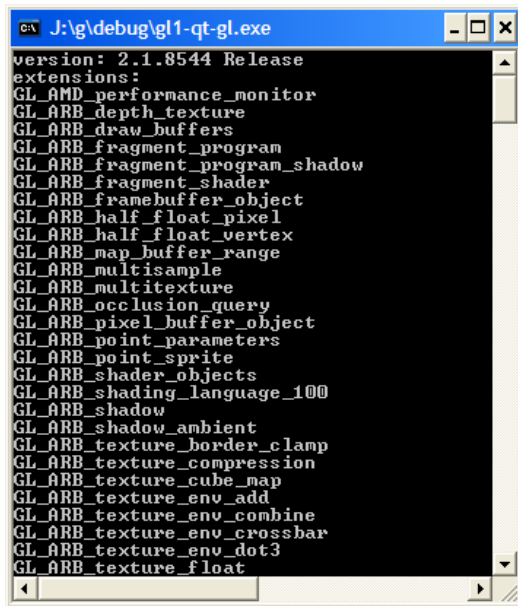 J:\g\debug\gl1-qt-gl.exe
version: 2.1.8544 Release
extensions:
GL_AMD_performance_monitor
GL_ARB_depth_texture
GL_ARB_draw_buffers
GL_ARB_fragment_program
GL_ARB_fragment_program_shadow
GL_ARB_fragment_shader
GL_ARB_framebuffer_object
GL_ARB_half_float_pixel
GL_ARB_half_float_vertex
GL_ARB_map_buffer_range
GL_ARB_multisample
GL_ARB_multitexture
GL_ARB_occlusion_query
GL_ARB_pixel_buffer_object
GL_ARB_point_parameters
GL_ARB_point_sprite
GL_ARB_shader_objects
GL_ARB_shading_language_100
GL_ARB_shadow
GL_ARB_shadow_ambient
GL_ARB_texture_border_clamp
GL_ARB_texture_compression
GL_ARB_texture_cube_map
GL_ARB_texture_env_add
GL_ARB_texture_env_combine
GL_ARB_texture_env_crossbar
GL_ARB_texture_env_dot3
GL_ARB_texture_float